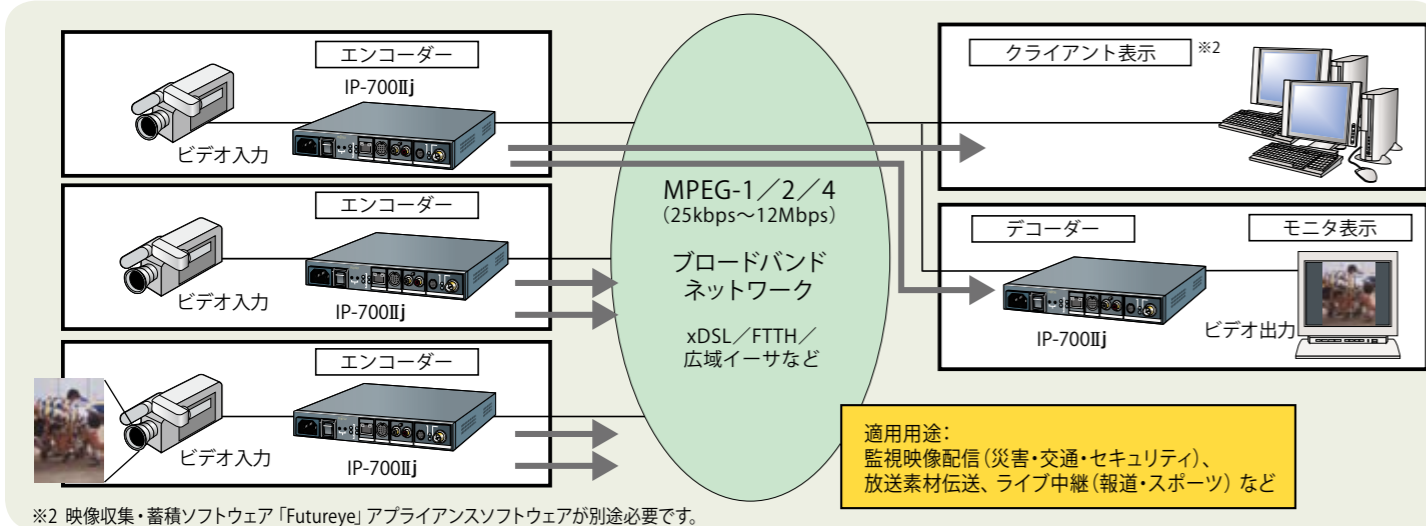 エンコーダー
IP-700Ⅱj
ビデオ入力
エンコーダー
ビデオ入力
IP-700Ⅱj
エンコーダー
ビデオ入力
IP-700Ⅱj
MPEG-1／2／4
（25kbps～12Mbps）
ブロードバンド
ネットワーク
xDSL／FTTH／
広域イーサなど
クライアント表示 ※2
デコーダー
モニタ表示
IP-700Ⅱj
ビデオ出力
適用用途：
監視映像配信（災害・交通・セキュリティ）、
放送素材伝送、ライブ中継（報道・スポーツ）など
※2 映像収集・蓄積ソフトウェア「Futureye」アプライアンスソフトウェアが別途必要です。